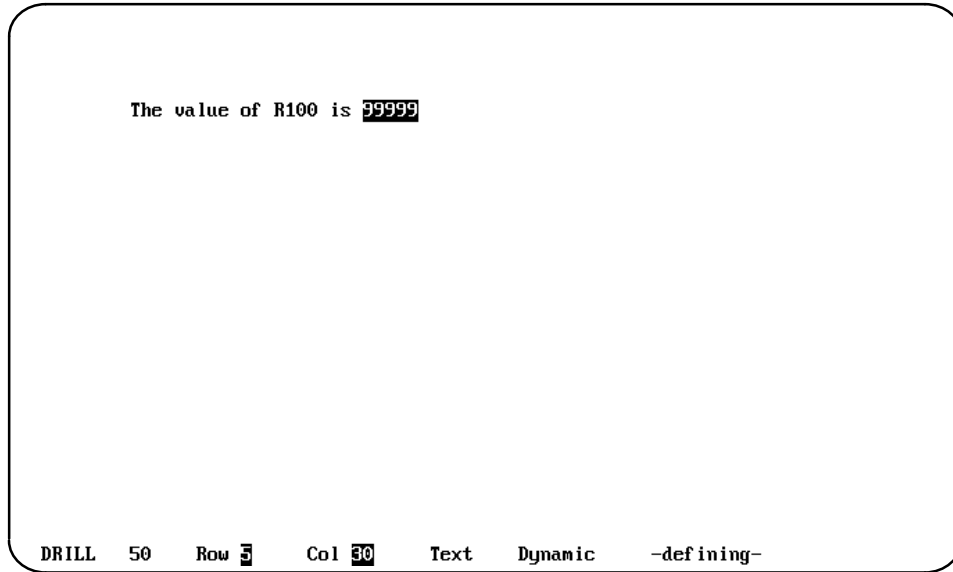 The value of R100 is 99999
DRILL 50 Row 5 Col 30 Text Dynamic -defining-